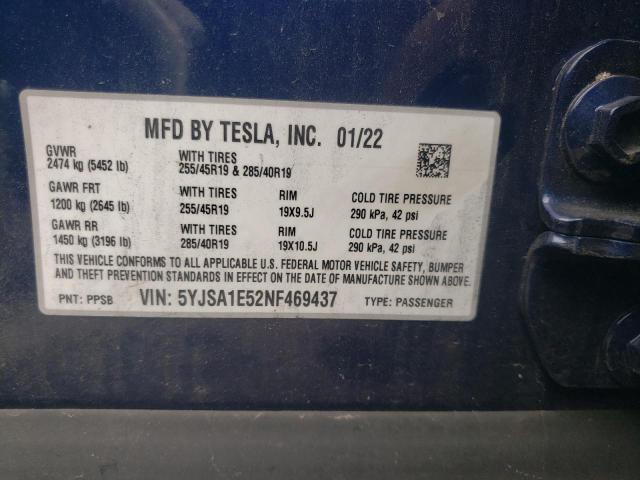 MFD BY TESLA, INC. 01/22
GVWR WITH TIRES
2474 kg (5452 lb) 255/45R19 & 285/40R19
GAWR FRT WITH TIRES RIM COLD TIRE PRESSURE
1200 kg (2645 lb) 255/45R19 19X9.5J 290 kPa, 42 psi
GAWR RR WITH TIRES RIM COLD TIRE PRESSURE
1450 kg (3196 lb) 285/40R19 19X10.5J 290 kPa, 42 psi
THIS VEHICLE CONFORMS TO ALL APPLICABLE U.S. FEDERAL MOTOR VEHICLE SAFETY, BUMPER
AND THEFT PREVENTION STANDARDS IN EFFECT ON THE DATE OF MANUFACTURE SHOWN ABOVE.
PNT: PPSB VIN: 5YJSA1E52NF469437 TYPE: PASSENGER